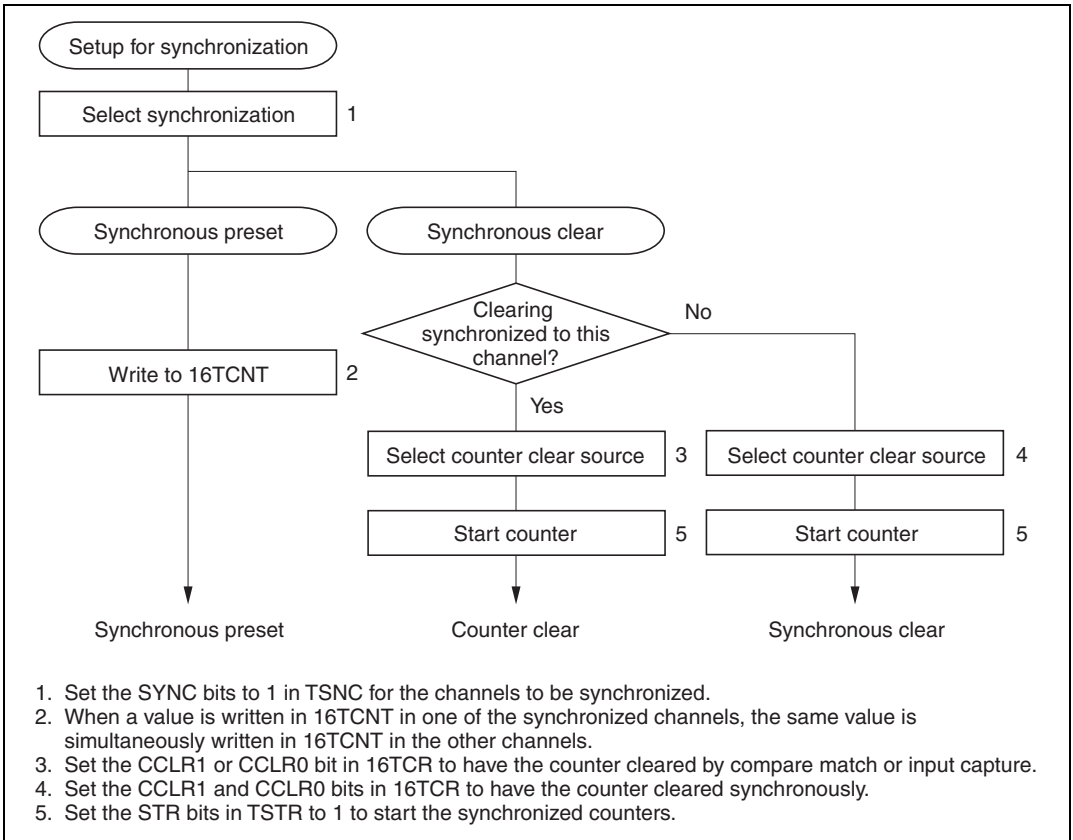 Setup for synchronization
Select synchronization 1
Synchronous preset
Synchronous clear
Clearing
synchronized to this
channel?
No
Yes
Write to 16TCNT 2
Select counter clear source 3
Select counter clear source 4
Start counter 5
Start counter 5
Synchronous preset
Counter clear
Synchronous clear
1. Set the SYNC bits to 1 in TSNC for the channels to be synchronized.
2. When a value is written in 16TCNT in one of the synchronized channels, the same value is
simultaneously written in 16TCNT in the other channels.
3. Set the CCLR1 or CCLR0 bit in 16TCR to have the counter cleared by compare match or input capture.
4. Set the CCLR1 and CCLR0 bits in 16TCR to have the counter cleared synchronously.
5. Set the STR bits in TSTR to 1 to start the synchronized counters.